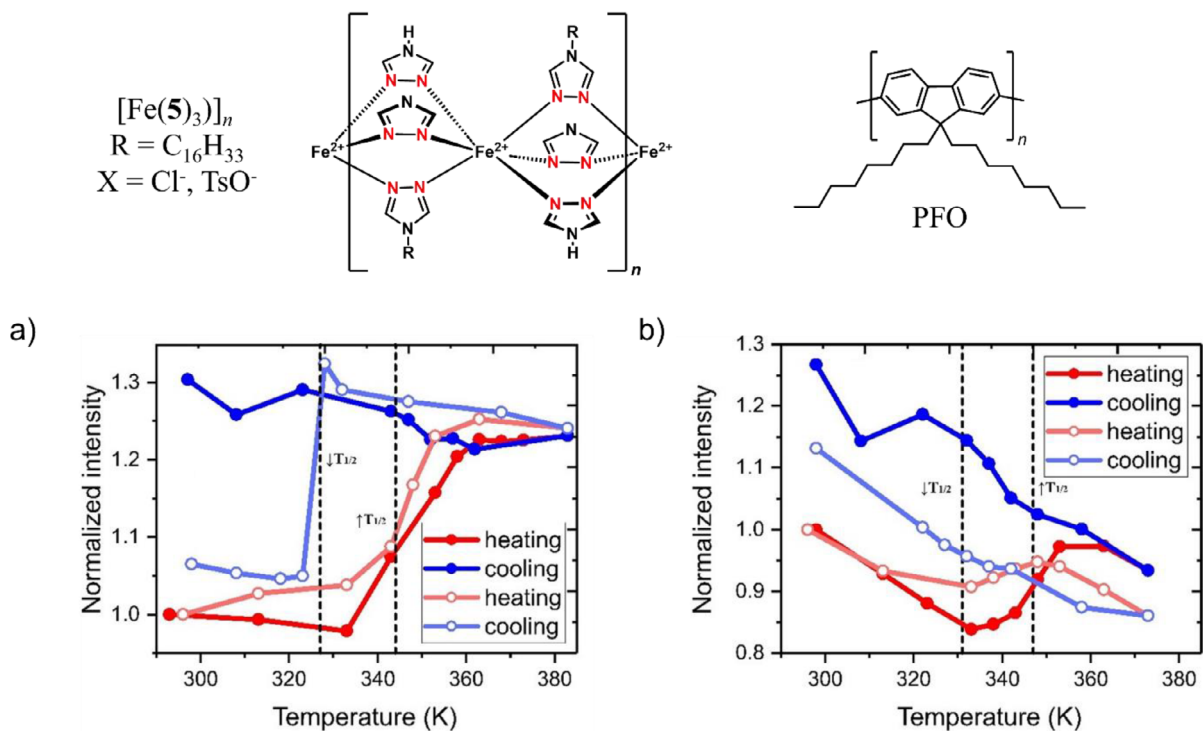 [Fe(5)₃)]ₙ
R = C₁₆H₃₃
X = Cl⁻, TsO⁻
H
N
N N
N
N N
Fe²⁺
N N
N
R
R
N
N N
N
N N
Fe²⁺
Fe²⁺
N N
N
H
n
n
PFO
a)
Normalized intensity
1.3
1.2
1.1
1.0
↓T1/2
↑T1/2
heating
cooling
heating
cooling
300 320 340 360 380
Temperature (K)
b)
Normalized intensity
1.3
1.2
1.1
1.0
0.9
0.8
↓T1/2
↑T1/2
heating
cooling
heating
cooling
300 320 340 360 380
Temperature (K)